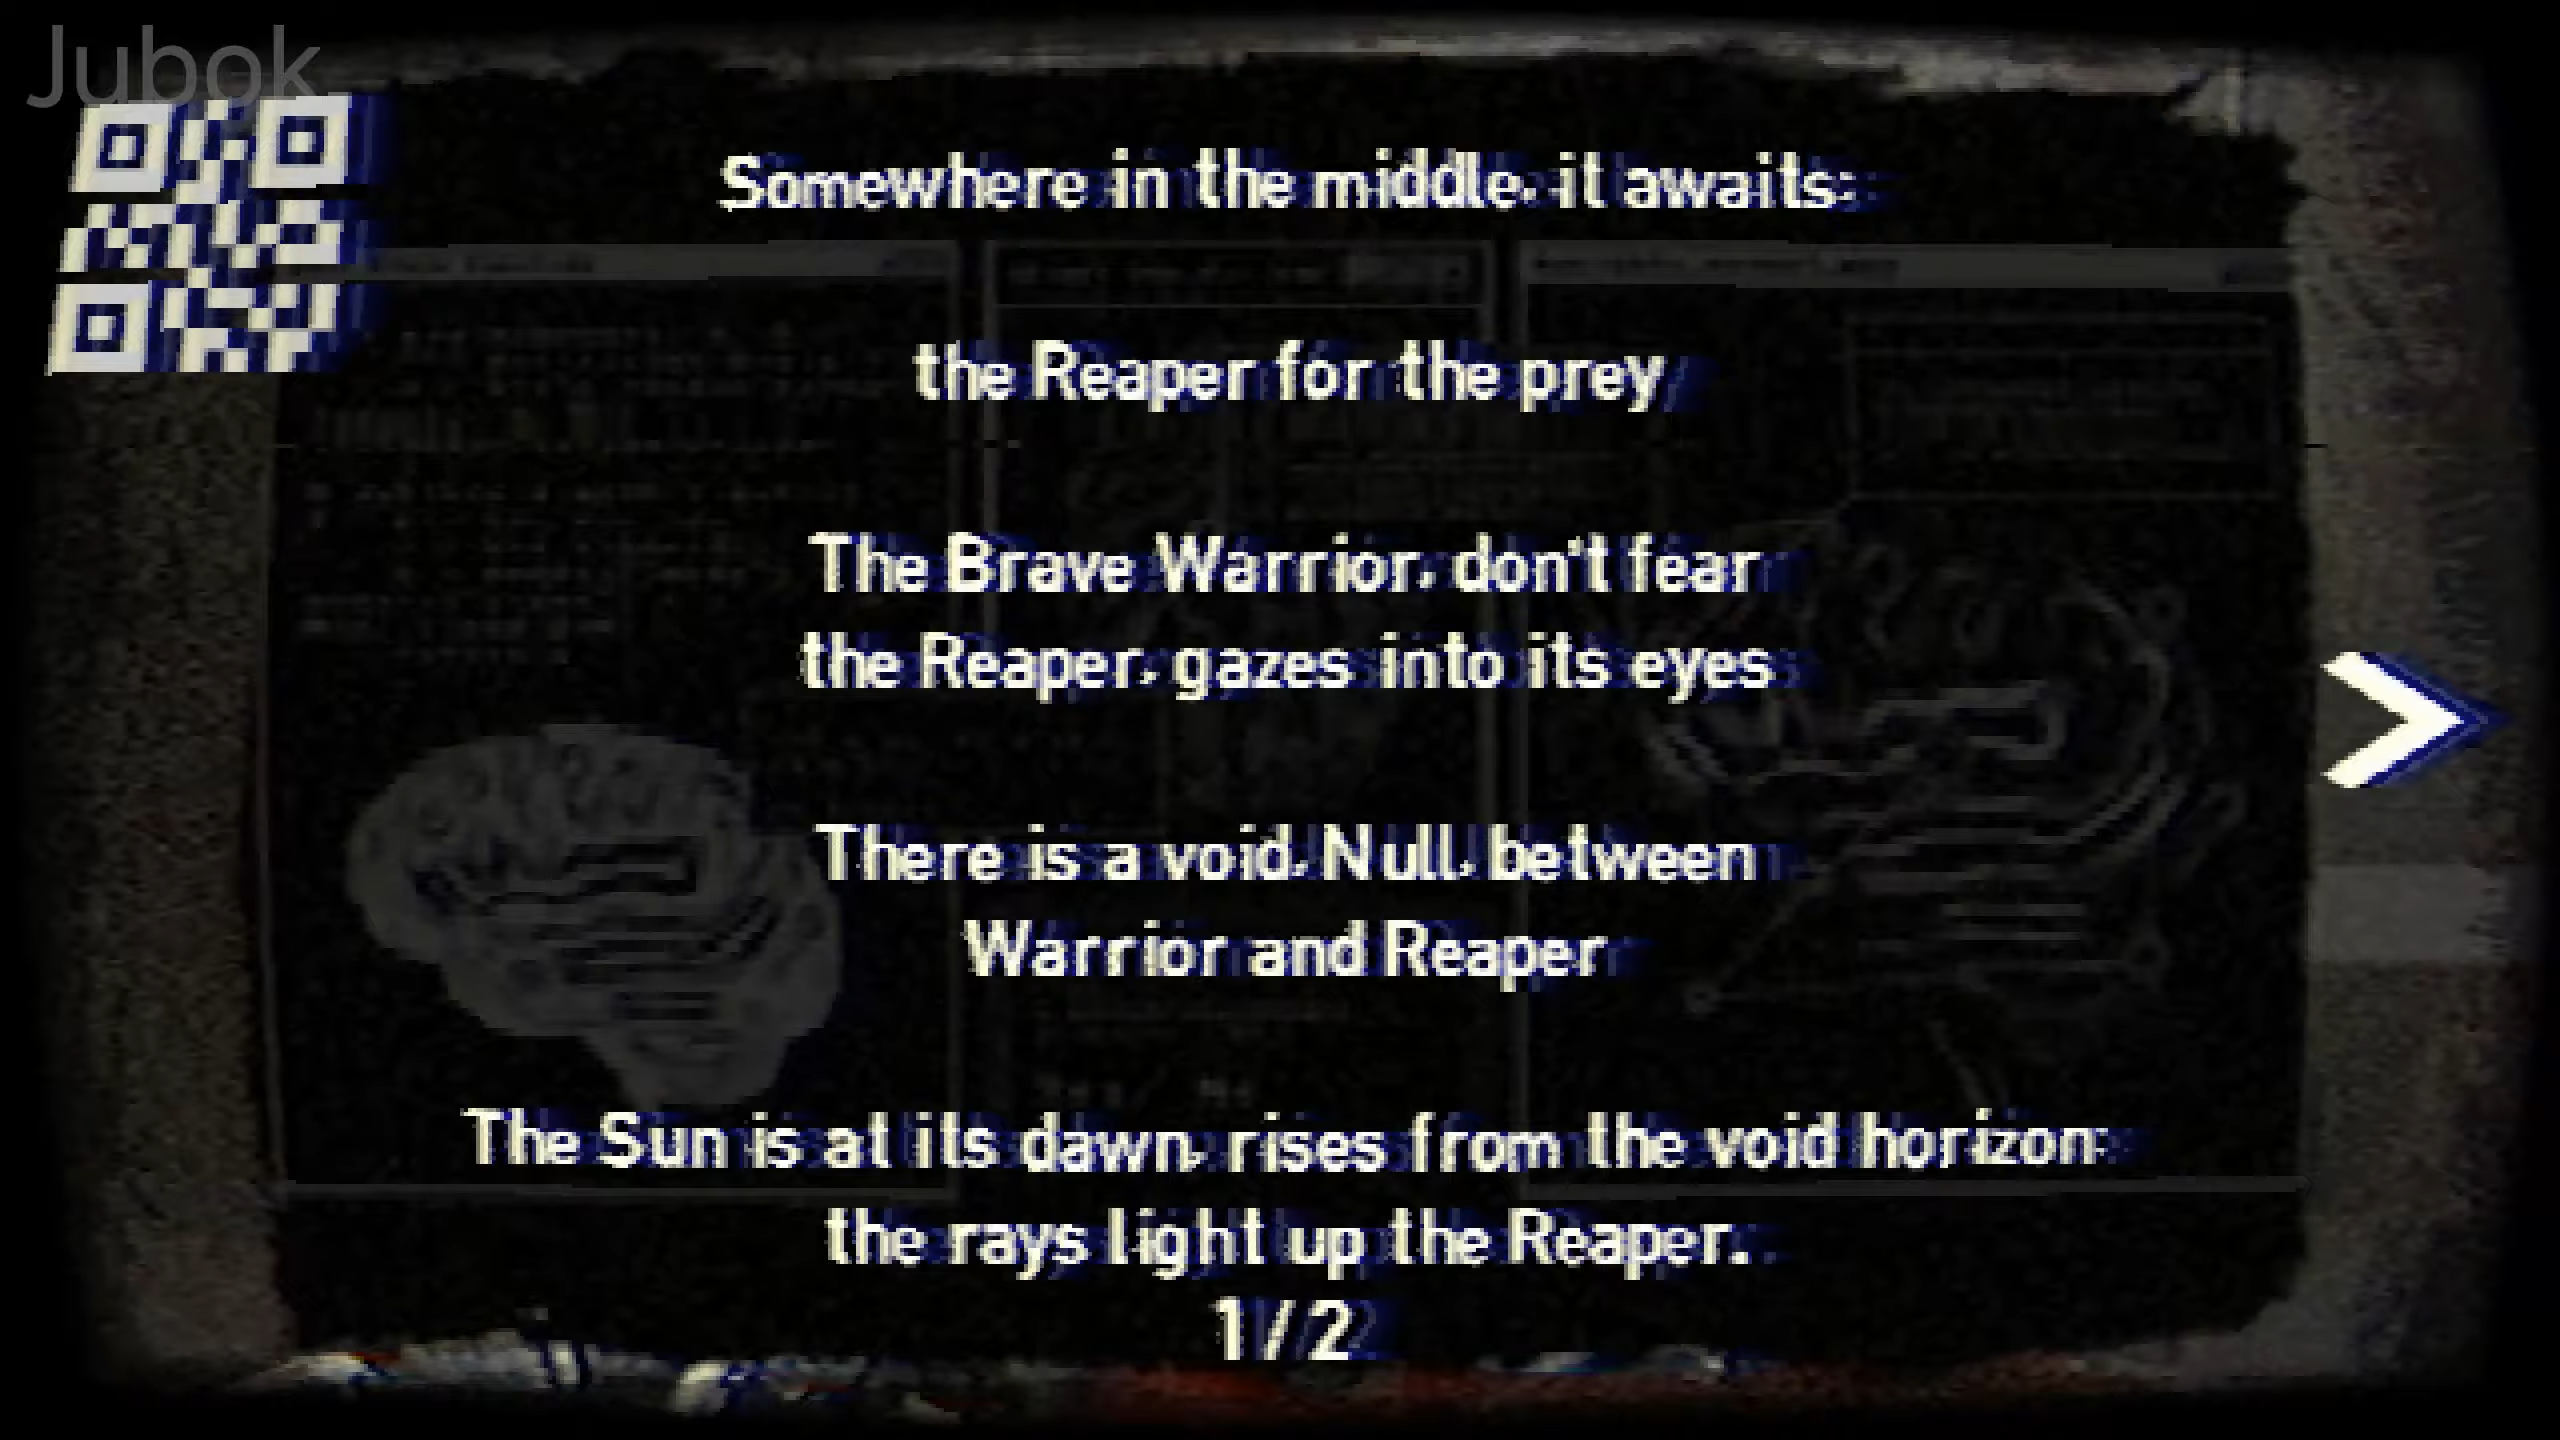 Jubok
Somewhere in the middle, it awaits:
the Reaper for the prey
The Brave Warrior, don't fear
the Reaper, gazes into its eyes
There is a void, Null, between
Warrior and Reaper
The Sun is at its dawn, rises from the void horizon:
the rays light up the Reaper.
1/2